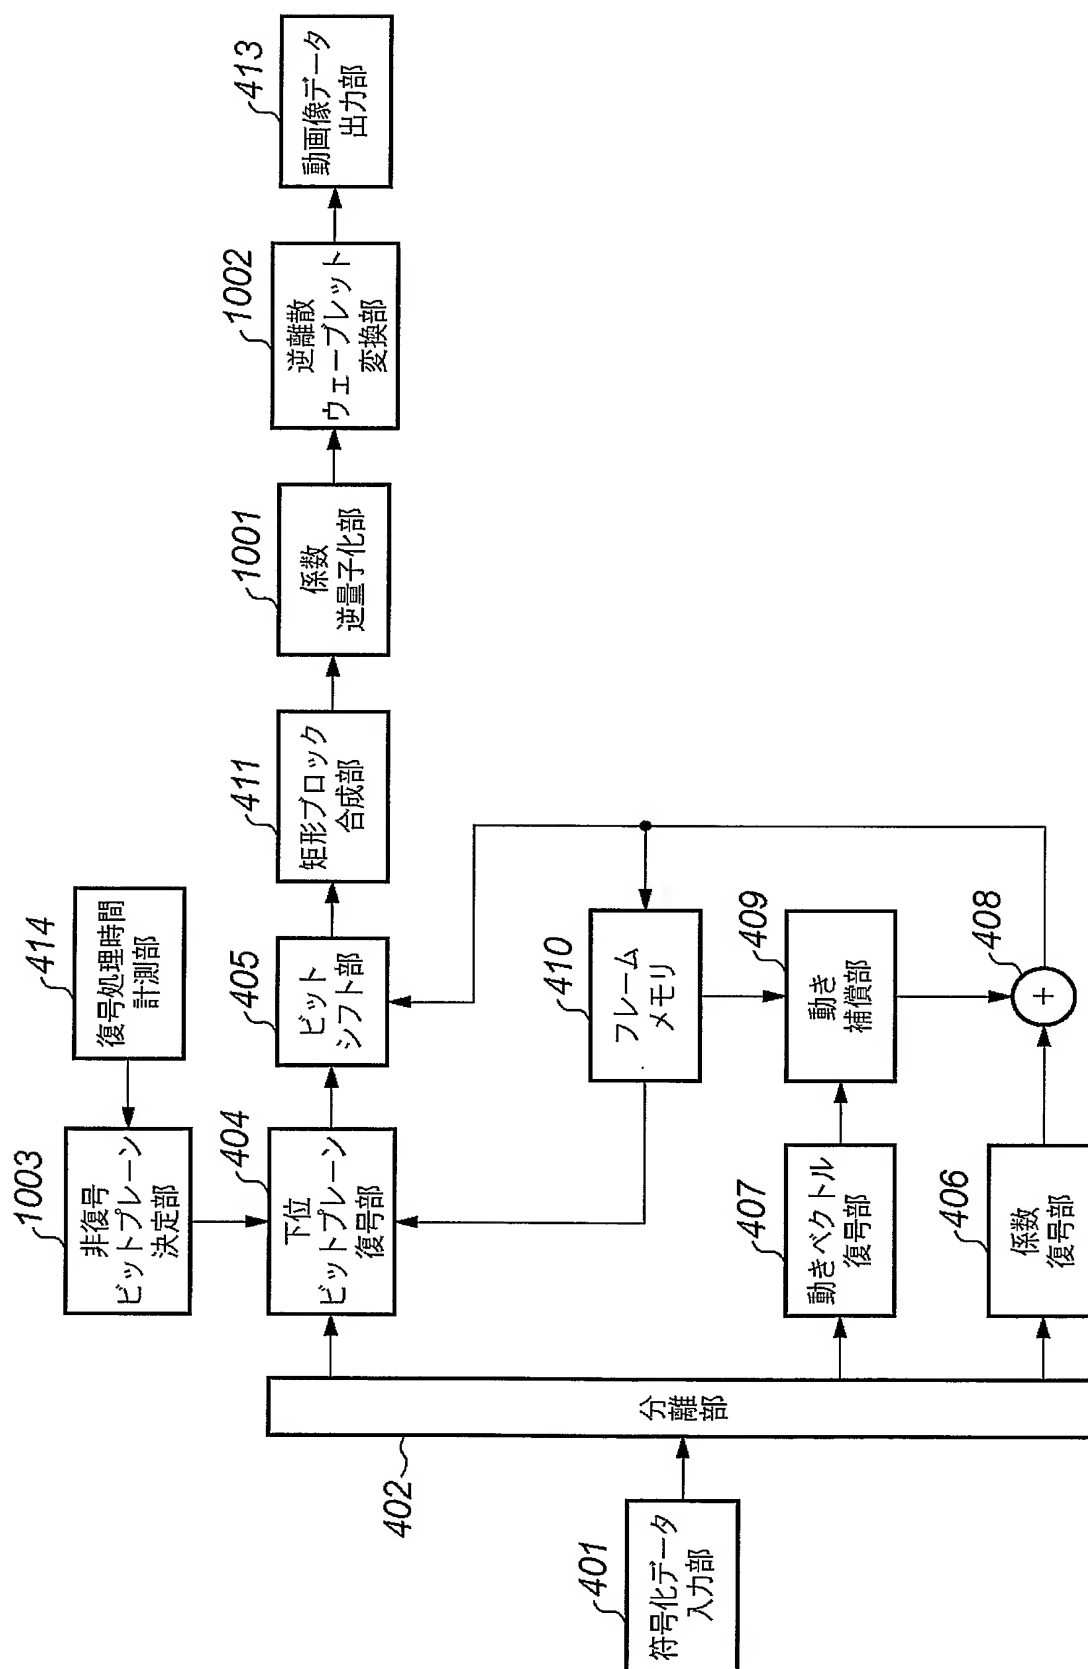 401
符号化データ
入力部
402
分離部
1003
非復号
ビットプレーン
決定部
414
復号処理時間
計測部
404
下位
ビットプレーン
復号部
405
ビット
シフト部
411
矩形ブロック
合成部
1001
係数
逆量子化部
1002
逆離散
ウェーブレット
変換部
413
動画像データ
出力部
410
フレーム
メモリ
407
動きベクトル
復号部
409
動き
補償部
406
係数
復号部
408
+